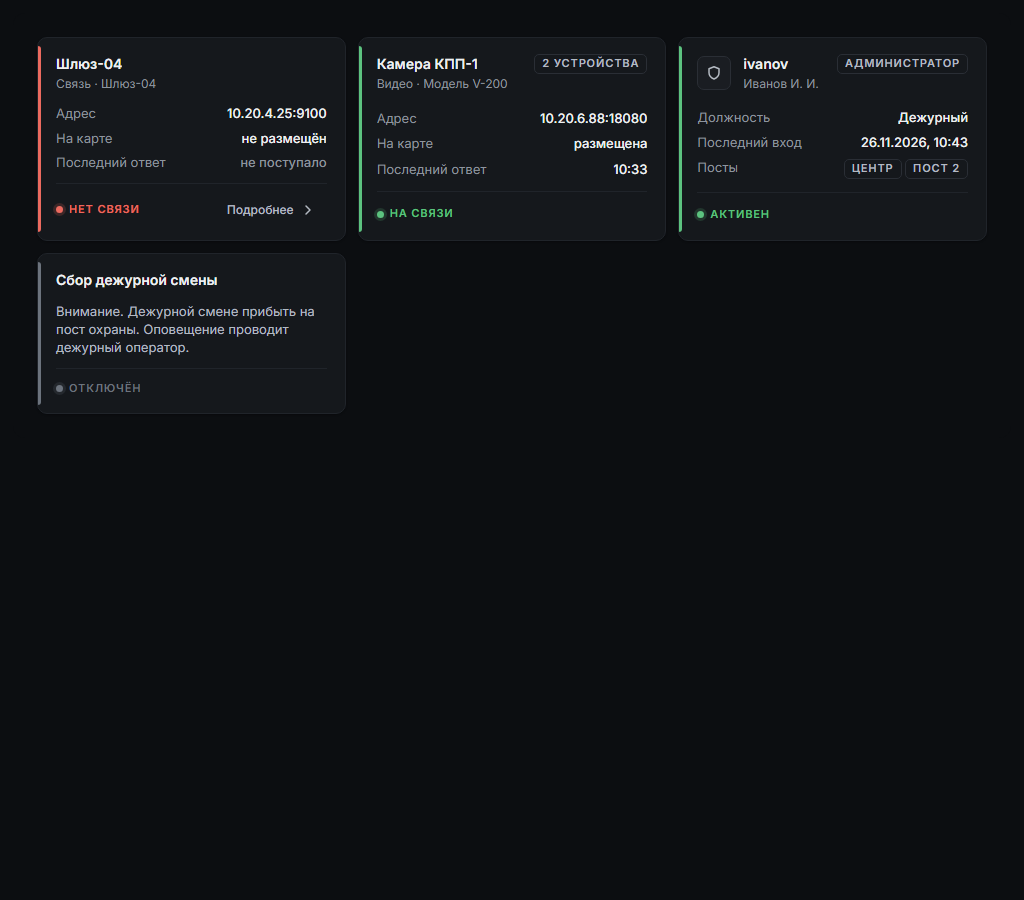 Шлюз-04
Связь · Шлюз-04
Адрес 10.20.4.25:9100
На карте не размещён
Последний ответ не поступало
НЕТ СВЯЗИ Подробнее
Камера КПП-1 2 УСТРОЙСТВА
Видео · Модель V-200
Адрес 10.20.6.88:18080
На карте размещена
Последний ответ 10:33
НА СВЯЗИ
ivanov АДМИНИСТРАТОР
Иванов И. И.
Должность Дежурный
Последний вход 26.11.2026, 10:43
Посты ЦЕНТР ПОСТ 2
АКТИВЕН
Сбор дежурной смены
Внимание. Дежурной смене прибыть на
пост охраны. Оповещение проводит
дежурный оператор.
ОТКЛЮЧЁН